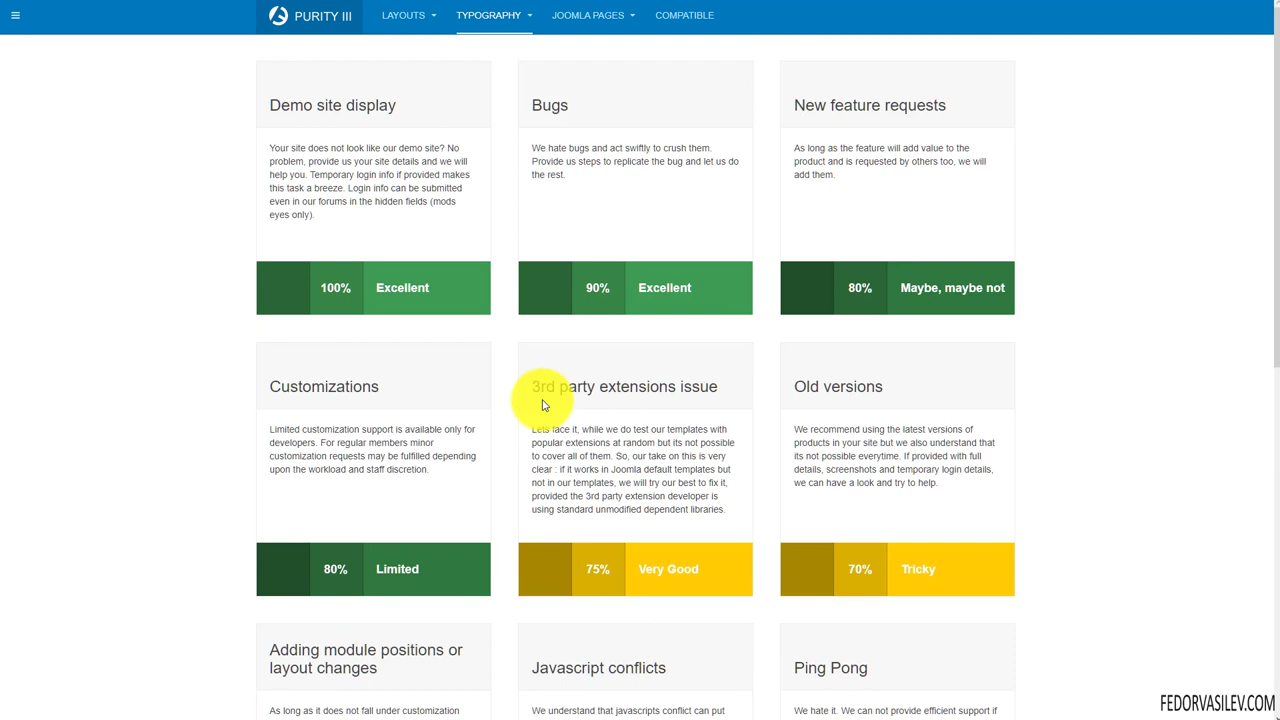 PURITY III
LAYOUTS
TYPOGRAPHY
JOOMLA PAGES
COMPATIBLE
Demo site display
Your site does not look like our demo site? No
problem, provide us your site details and we will
help you. Temporary login info if provided makes
this task a breeze. Login info can be submitted
even in our forums in the hidden fields (mods
eyes only).
100% Excellent
Bugs
We hate bugs and act swiftly to crush them.
Provide us steps to replicate the bug and let us do
the rest.
90% Excellent
New feature requests
As long as the feature will add value to the
product and is requested by others too, we will
add them.
80% Maybe, maybe not
Customizations
Limited customization support is available only for
developers. For regular members minor
customization requests may be fulfilled depending
upon the workload and staff discretion.
80% Limited
3rd party extensions issue
Lets face it, while we do test our templates with
popular extensions at random but its not possible
to cover all of them. So, our take on this is very
clear : if it works in Joomla default templates but
not in our templates, we will try our best to fix it,
provided the 3rd party extension developer is
using standard unmodified dependent libraries.
75% Very Good
Old versions
We recommend using the latest versions of
products in your site but we also understand that
its not possible everytime. If provided with full
details, screenshots and temporary login details,
we can have a look and try to help.
70% Tricky
Adding module positions or
layout changes
As long as it does not fall under customization
Javascript conflicts
We understand that javascripts conflict can put
Ping Pong
We hate it. We can not provide efficient support if
FEDORVASILEV.COM